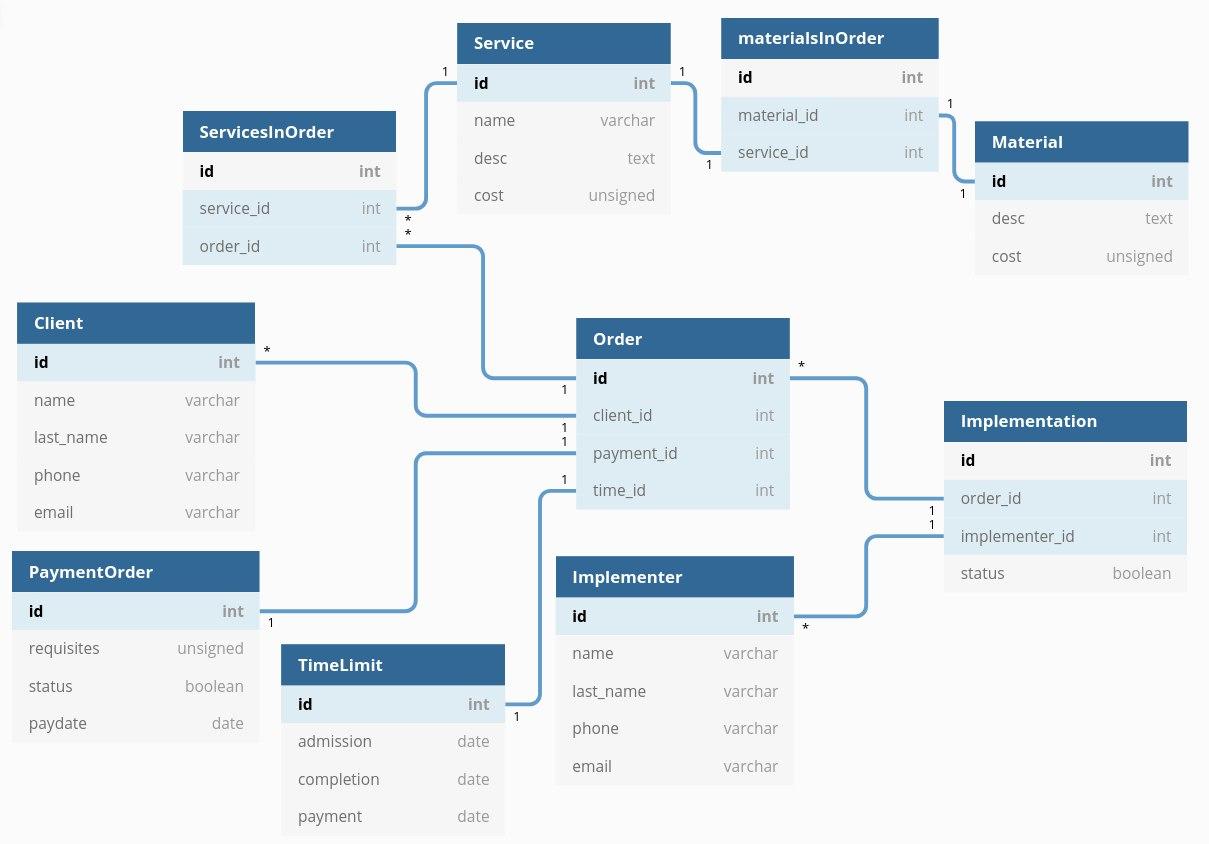 Service
id int
name varchar
desc text
cost unsigned
materialsInOrder
id int
material_id int
service_id int
ServicesInOrder
id int
service_id int
order_id int
Material
id int
desc text
cost unsigned
Client
id int
name varchar
last_name varchar
phone varchar
email varchar
Order
id int
client_id int
payment_id int
time_id int
Implementation
id int
order_id int
implementer_id int
status boolean
PaymentOrder
id int
requisites unsigned
status boolean
paydate date
Implementer
id int
name varchar
last_name varchar
phone varchar
email varchar
TimeLimit
id int
admission date
completion date
payment date
1
*
1
1
1
1
*
1
*
1
1
1
1
1
*
1
1
*